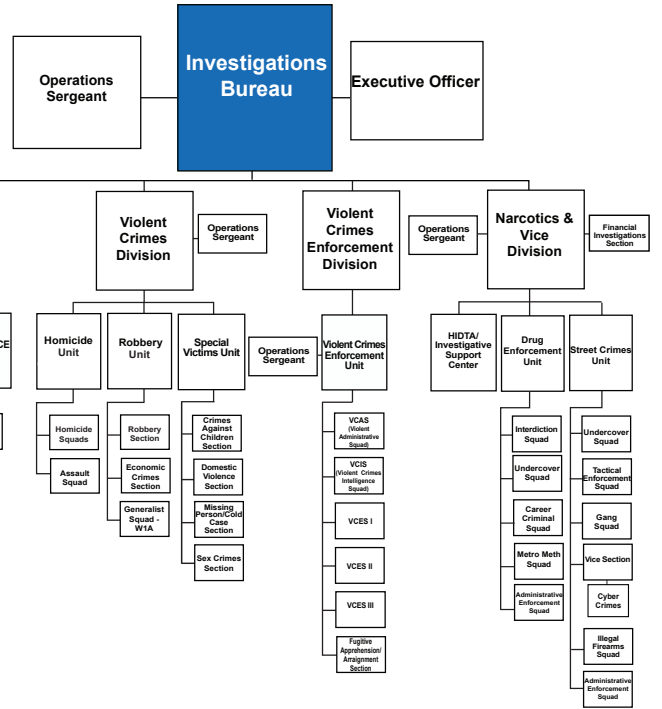 Investigations
Bureau
Operations
Sergeant
Executive Officer
Violent
Crimes
Division
Operations
Sergeant
Violent
Crimes
Enforcement
Division
Operations
Sergeant
Narcotics &
Vice
Division
Financial
Investigations
Section
CE
Homicide
Unit
Robbery
Unit
Special
Victims Unit
Operations
Sergeant
Violent Crimes
Enforcement
Unit
HIDTA/
Investigative
Support
Center
Drug
Enforcement
Unit
Street Crimes
Unit
Homicide
Squads
Assault
Squad
Robbery
Section
Economic
Crimes
Section
Generalist
Squad -
W1A
Crimes
Against
Children
Section
Domestic
Violence
Section
Missing
Person/Cold
Case
Section
Sex Crimes
Section
VCAS
(Violent
Administrative
Squad)
VCIS
(Violent Crimes
Intelligence
Squad)
VCES I
VCES II
VCES III
Fugitive
Apprehension/
Arraignment
Section
Interdiction
Squad
Undercover
Squad
Career
Criminal
Squad
Metro Meth
Squad
Administrative
Enforcement
Squad
Undercover
Squad
Tactical
Enforcement
Squad
Gang
Squad
Vice Section
Cyber
Crimes
Illegal
Firearms
Squad
Administrative
Enforcement
Squad